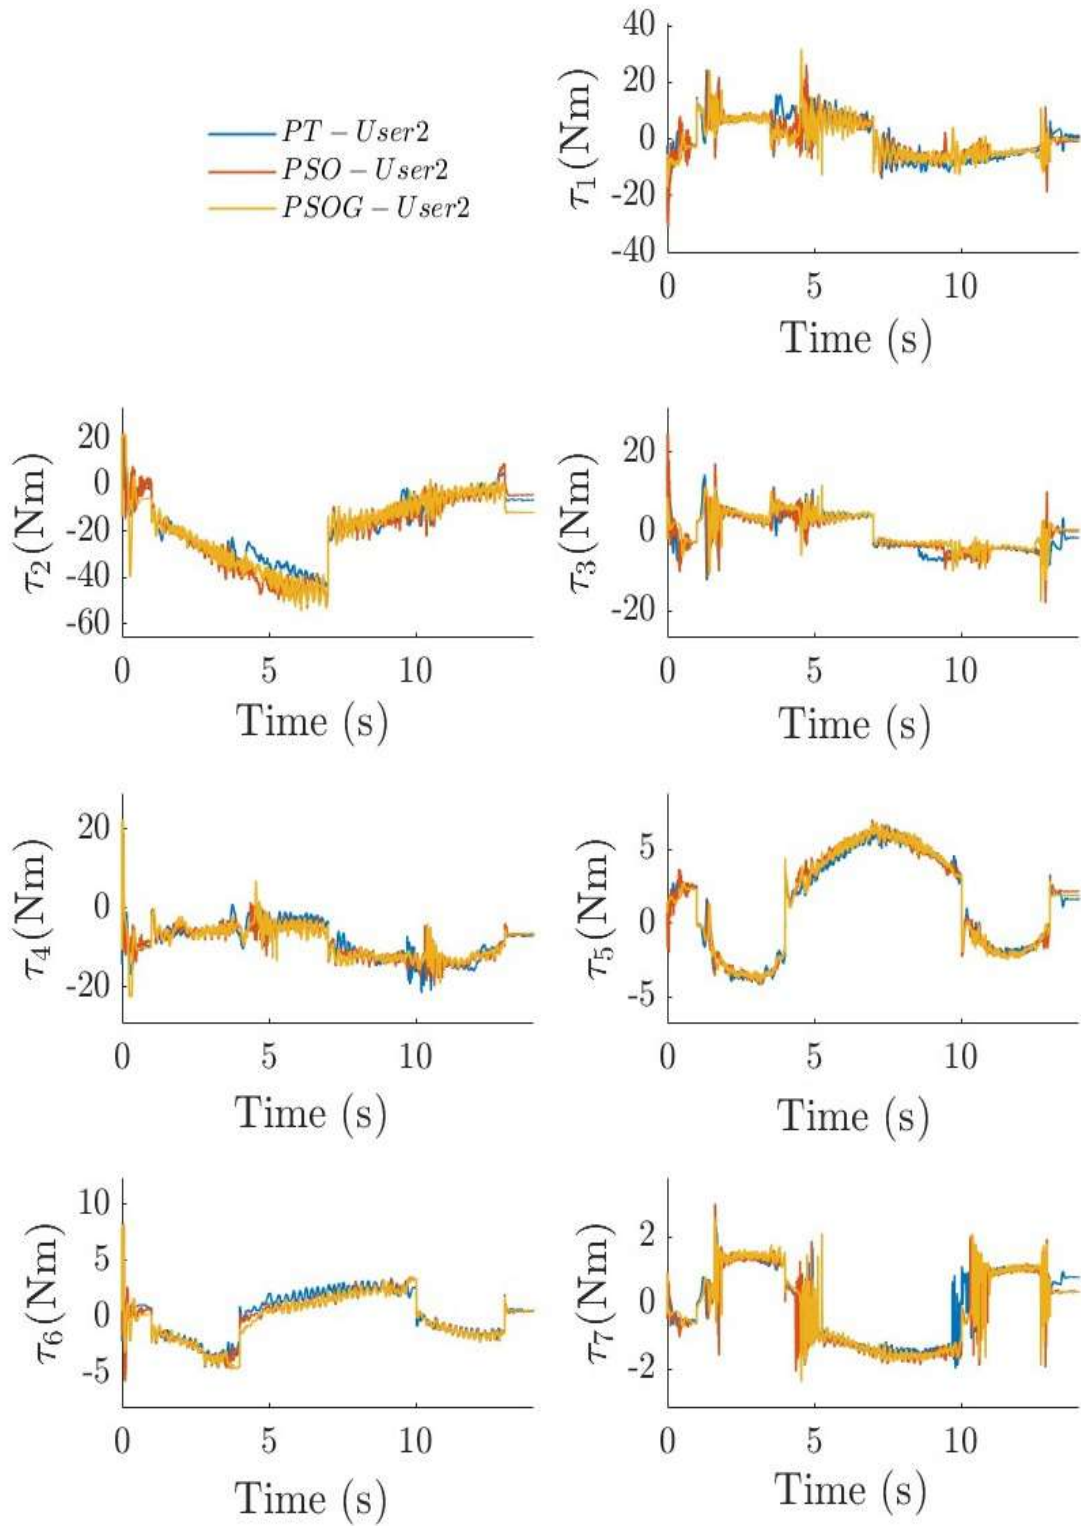 PT − User2
PSO − User2
PSOG − User2
τ1(Nm)
40
20
0
-20
-40
0 5 10
Time (s)
τ2(Nm)
20
0
-20
-40
-60
0 5 10
Time (s)
τ3(Nm)
20
0
-20
0 5 10
Time (s)
τ4(Nm)
20
0
-20
0 5 10
Time (s)
τ5(Nm)
5
0
-5
0 5 10
Time (s)
τ6(Nm)
10
5
0
-5
0 5 10
Time (s)
τ7(Nm)
2
0
-2
0 5 10
Time (s)